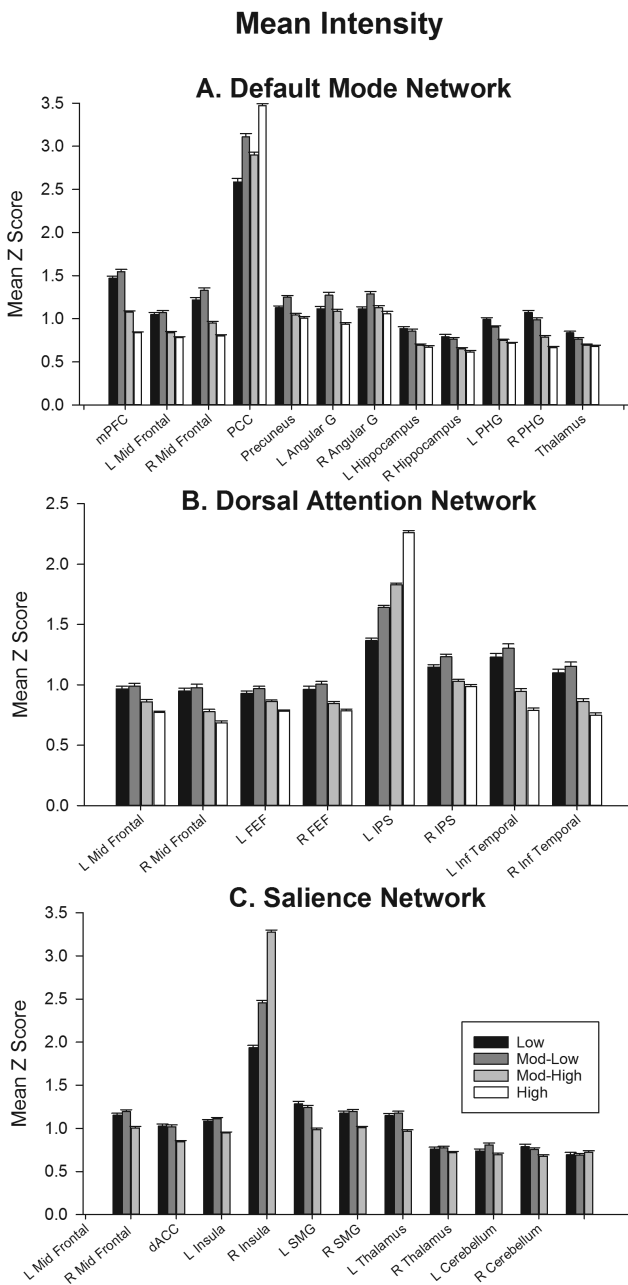 Mean Intensity
A. Default Mode Network
3.5
3.0
2.5
2.0
1.5
1.0
0.5
0.0
Mean Z Score
mPFC
L Mid Frontal
R Mid Frontal
PCC
Precuneus
L Angular G
R Angular G
L Hippocampus
R Hippocampus
L PHG
R PHG
Thalamus
B. Dorsal Attention Network
2.5
2.0
1.5
1.0
0.5
0.0
Mean Z Score
L Mid Frontal
R Mid Frontal
L FEF
R FEF
L IPS
R IPS
L Inf Temporal
R Inf Temporal
C. Salience Network
3.5
3.0
2.5
2.0
1.5
1.0
0.5
0.0
Mean Z Score
Low
Mod-Low
Mod-High
High
L Mid Frontal
R Mid Frontal
dACC
L Insula
R Insula
L SMG
R SMG
L Thalamus
R Thalamus
L Cerebellum
R Cerebellum